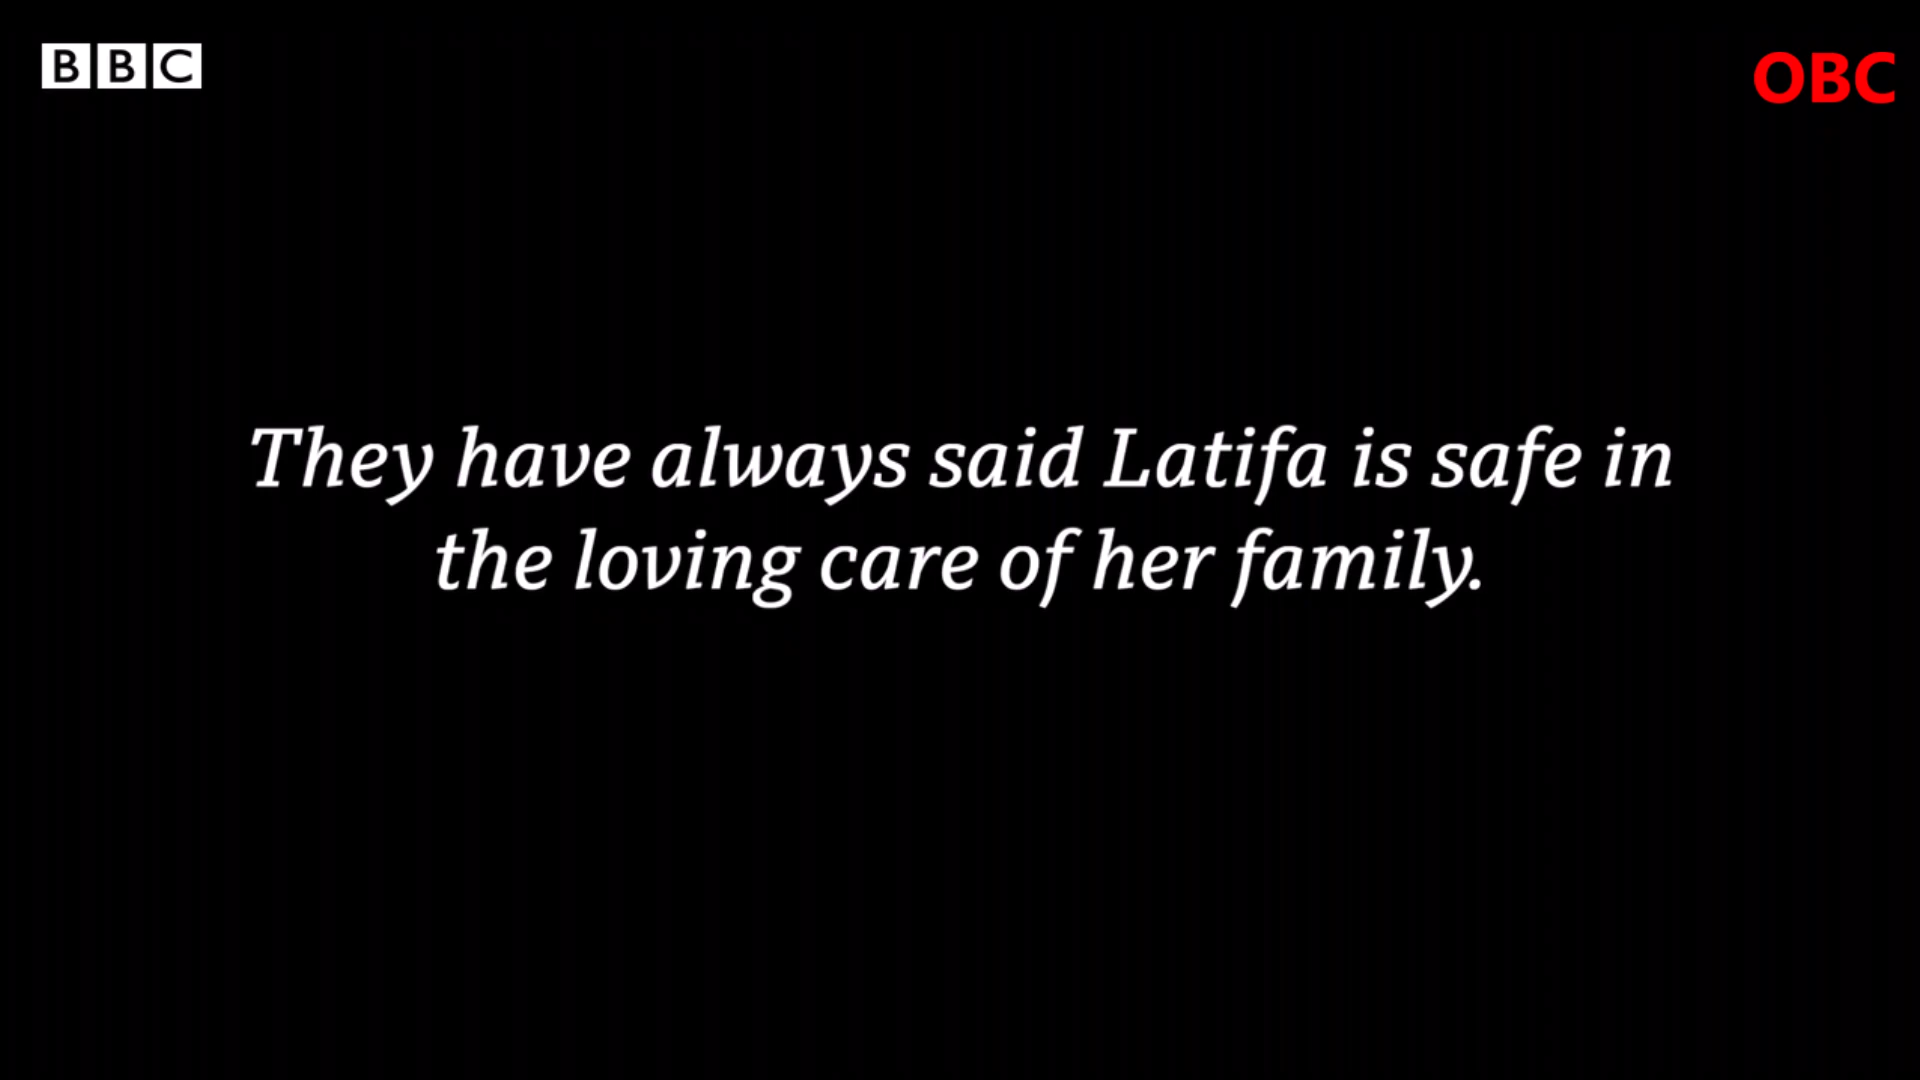 BBC
OBC
They have always said Latifa is safe in
the loving care of her family.